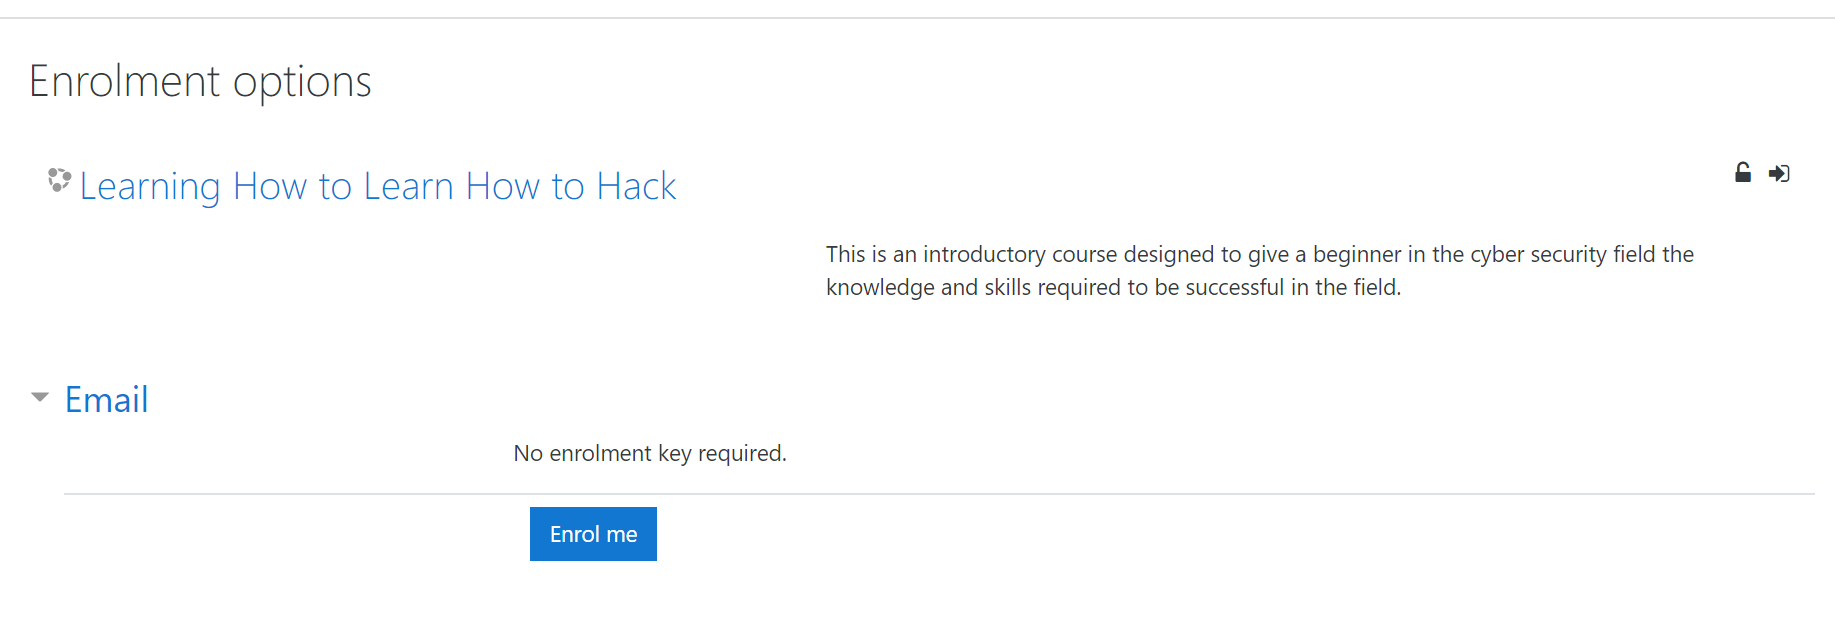 Enrolment options
Learning How to Learn How to Hack
This is an introductory course designed to give a beginner in the cyber security field the
knowledge and skills required to be successful in the field.
Email
No enrolment key required.
Enrol me